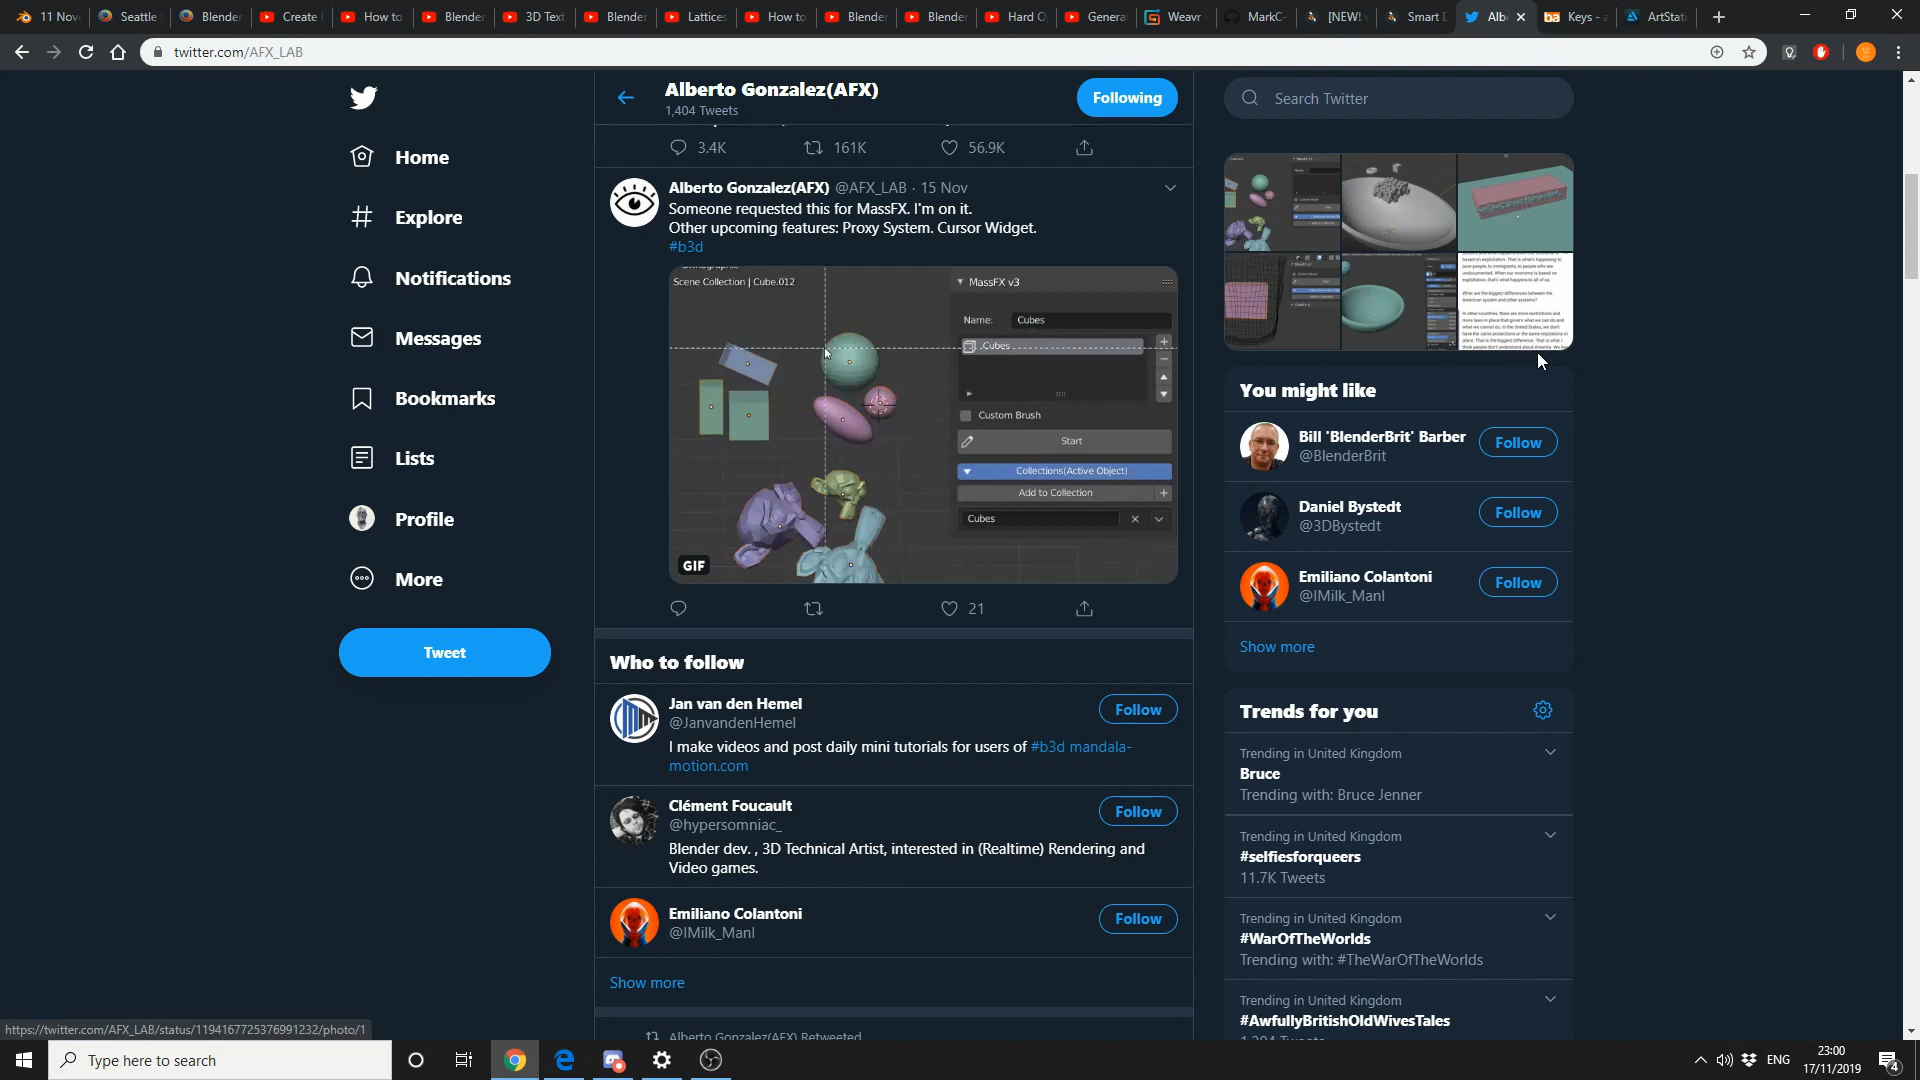 11 Nov
Seattle
Blender
Create
How to
Blender
3D Text
Blender
Lattices
How to
Blender
Blender
Hard O
Genera
Weavr
MarkC-
[NEW!
Smart
Alb
Keys -
ArtStati
twitter.com/AFX_LAB
Home
Explore
Notifications
Messages
Bookmarks
Lists
Profile
More
Tweet
Alberto Gonzalez(AFX)
1,404 Tweets
Following
3.4K 161K 56.9K
Alberto Gonzalez(AFX) @AFX_LAB · 15 Nov
Someone requested this for MassFX. I'm on it.
Other upcoming features: Proxy System. Cursor Widget.
#b3d
Scene Collection | Cube.012
MassFX v3
Name: Cubes
Cubes
Custom Brush
Start
Collections(Active Object)
Add to Collection
Cubes
GIF
21
Who to follow
Jan van den Hemel
@JanvandenHemel
Follow
I make videos and post daily mini tutorials for users of #b3d mandala-
motion.com
Clément Foucault
@hypersomniac_
Follow
Blender dev. , 3D Technical Artist, interested in (Realtime) Rendering and
Video games.
Emiliano Colantoni
@IMilk_ManI
Follow
Show more
Alberto Gonzalez(AFX) Retweeted
Search Twitter
You might like
Bill 'BlenderBrit' Barber
@BlenderBrit
Follow
Daniel Bystedt
@3DBystedt
Follow
Emiliano Colantoni
@IMilk_ManI
Follow
Show more
Trends for you
Trending in United Kingdom
Bruce
Trending with: Bruce Jenner
Trending in United Kingdom
#selfiesforqueers
11.7K Tweets
Trending in United Kingdom
#WarOfTheWorlds
Trending with: #TheWarOfTheWorlds
Trending in United Kingdom
#AwfullyBritishOldWivesTales
https://twitter.com/AFX_LAB/status/1194167725376991232/photo/1
Type here to search
ENG
23:00
17/11/2019
4